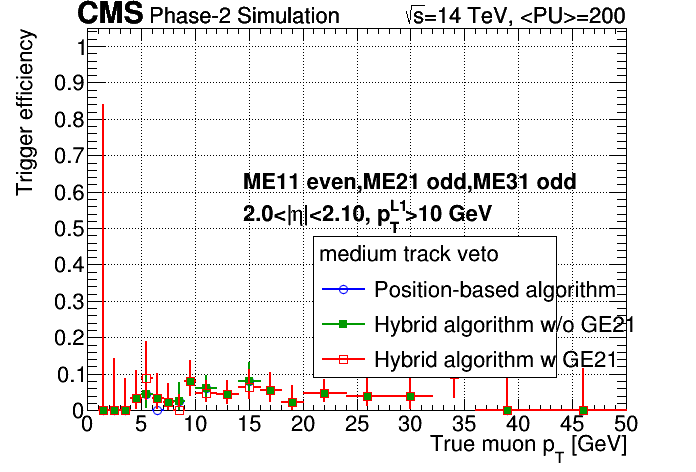 CMS Phase-2 Simulation √s=14 TeV, <PU>=200
Trigger efficiency
1
0.9
0.8
0.7
0.6
0.5
0.4
0.3
0.2
0.1
0
ME11 even,ME21 odd,ME31 odd
2.0<|η|<2.10, p_T^L1>10 GeV
medium track veto
Position-based algorithm
Hybrid algorithm w/o GE21
Hybrid algorithm w GE21
0 5 10 15 20 25 30 35 40 45 50
True muon p_T [GeV]